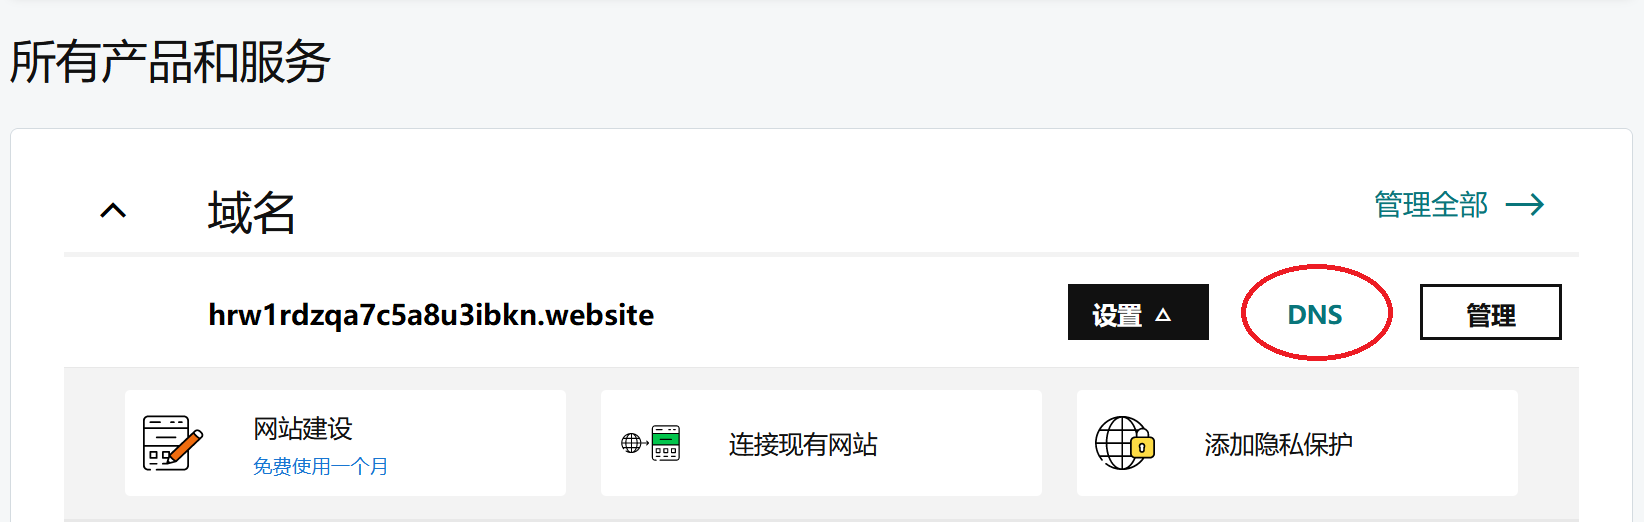 所有产品和服务
域名
管理全部
hrw1rdzqa7c5a8u3ibkn.website
设置
DNS
管理
网站建设
免费使用一个月
连接现有网站
添加隐私保护